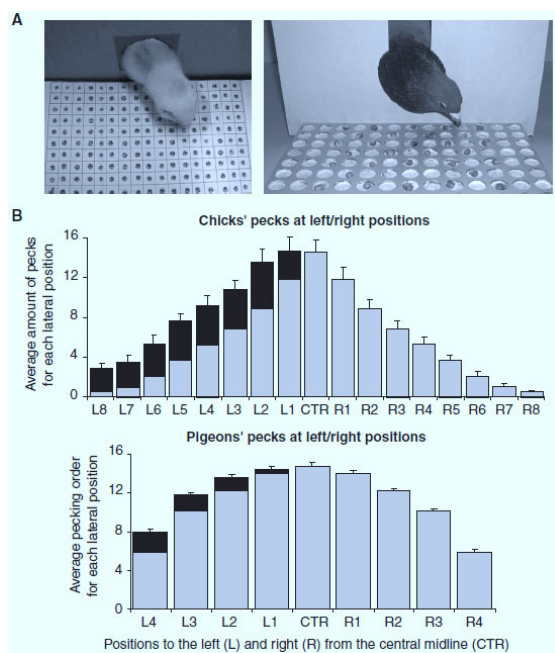 A
B
Chicks' pecks at left/right positions
Average amount of pecks
for each lateral position
16
12
8
4
0
L8 L7 L6 L5 L4 L3 L2 L1 CTR R1 R2 R3 R4 R5 R6 R7 R8
Pigeons' pecks at left/right positions
Average pecking order
for each lateral position
16
12
8
4
0
L4 L3 L2 L1 CTR R1 R2 R3 R4
Positions to the left (L) and right (R) from the central midline (CTR)